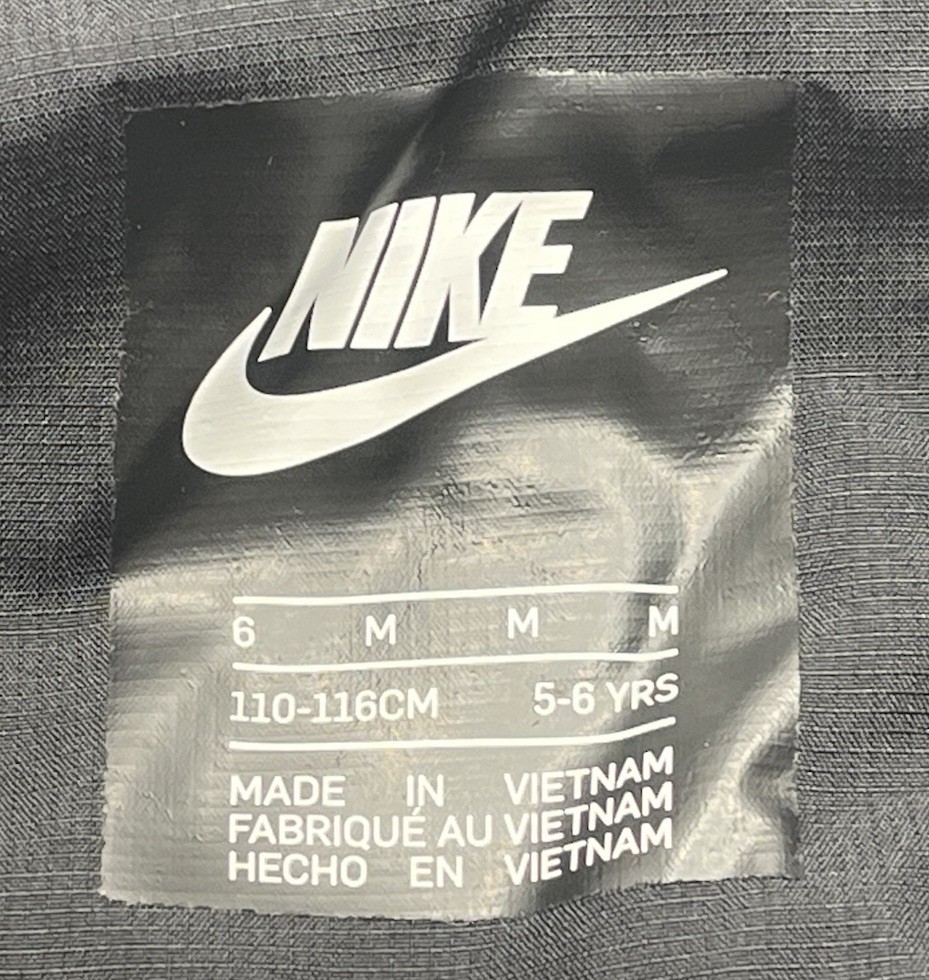 NIKE
6 M M M
110-116CM 5-6 YRS
MADE IN VIETNAM
FABRIQUÉ AU VIETNAM
HECHO EN VIETNAM